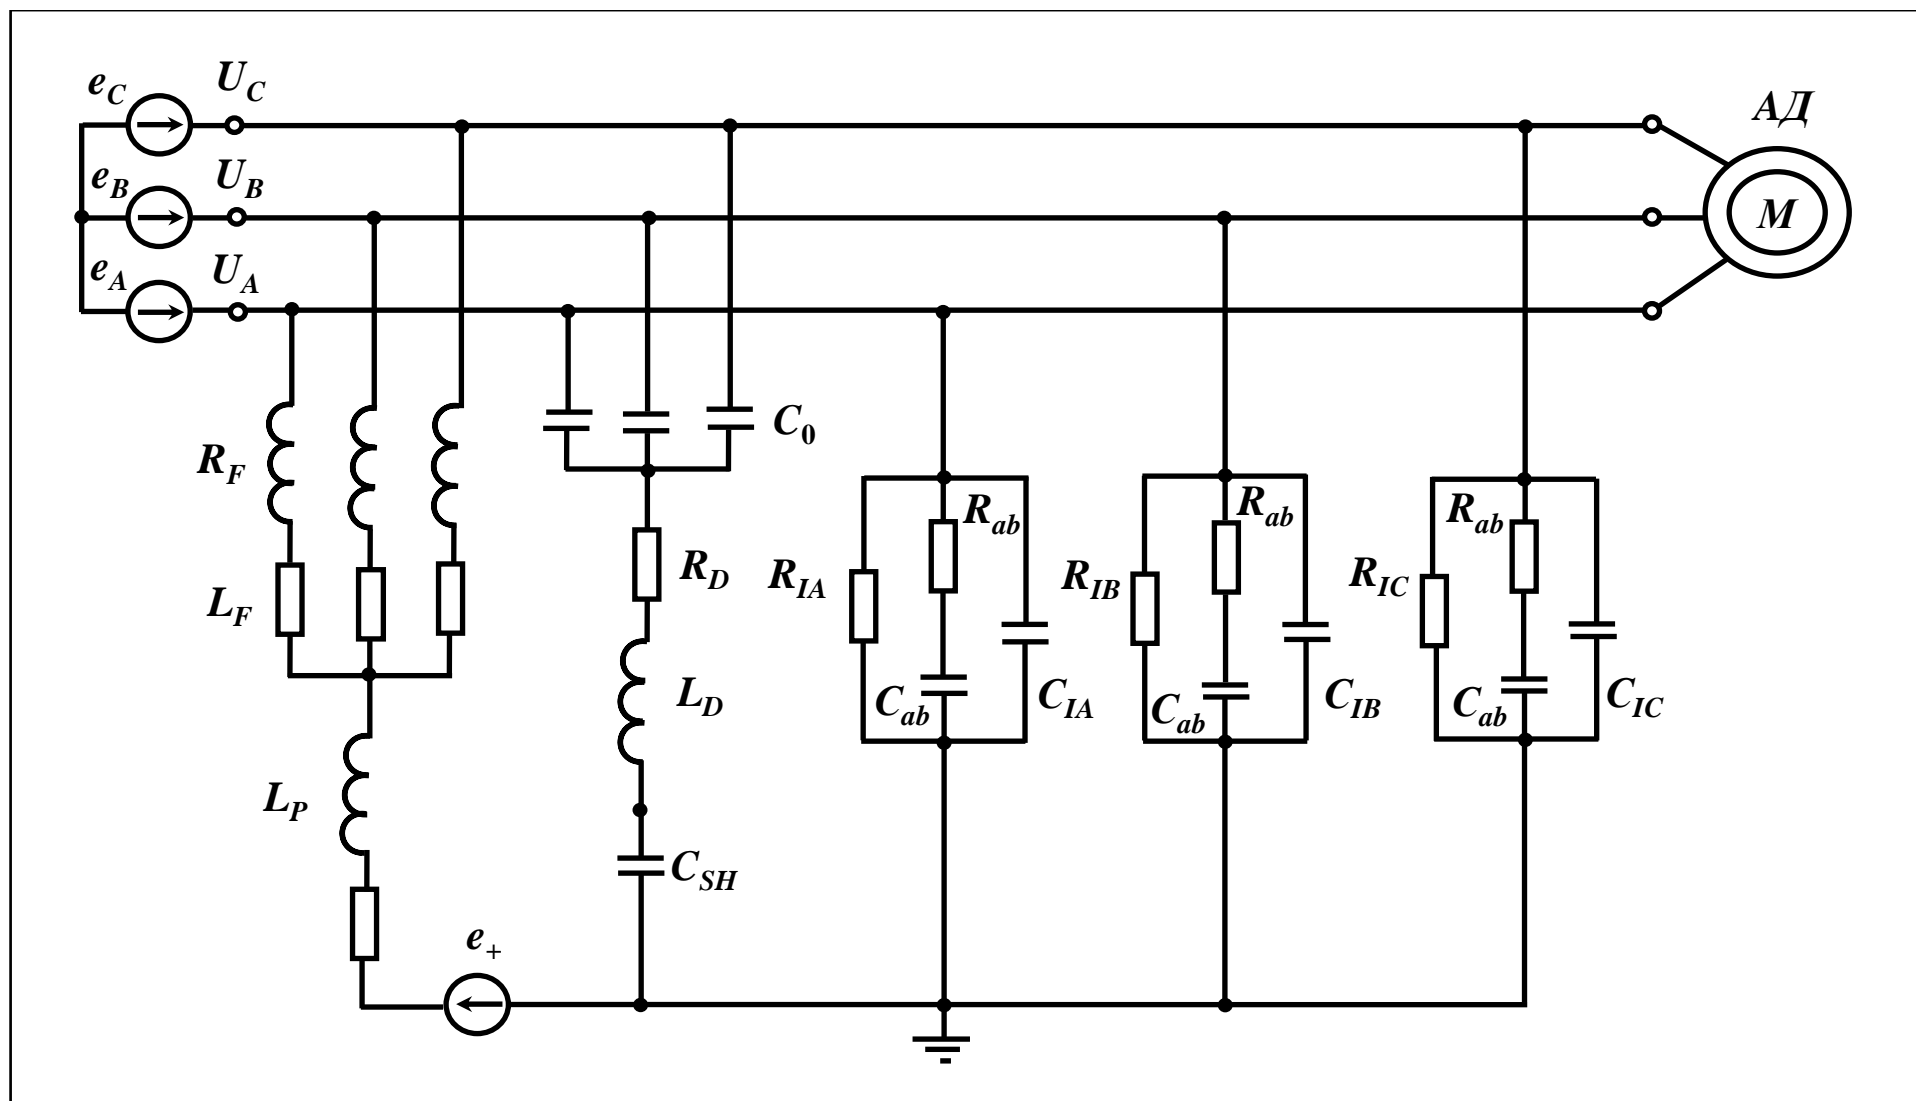 e_C
U_C
АД
e_B
U_B
M
e_A
U_A
C_0
R_F
R_ab
R_ab
R_ab
R_D
R_IA
R_IB
R_IC
L_F
L_D
C_ab
C_IA
C_ab
C_IB
C_ab
C_IC
L_P
C_SH
e_+